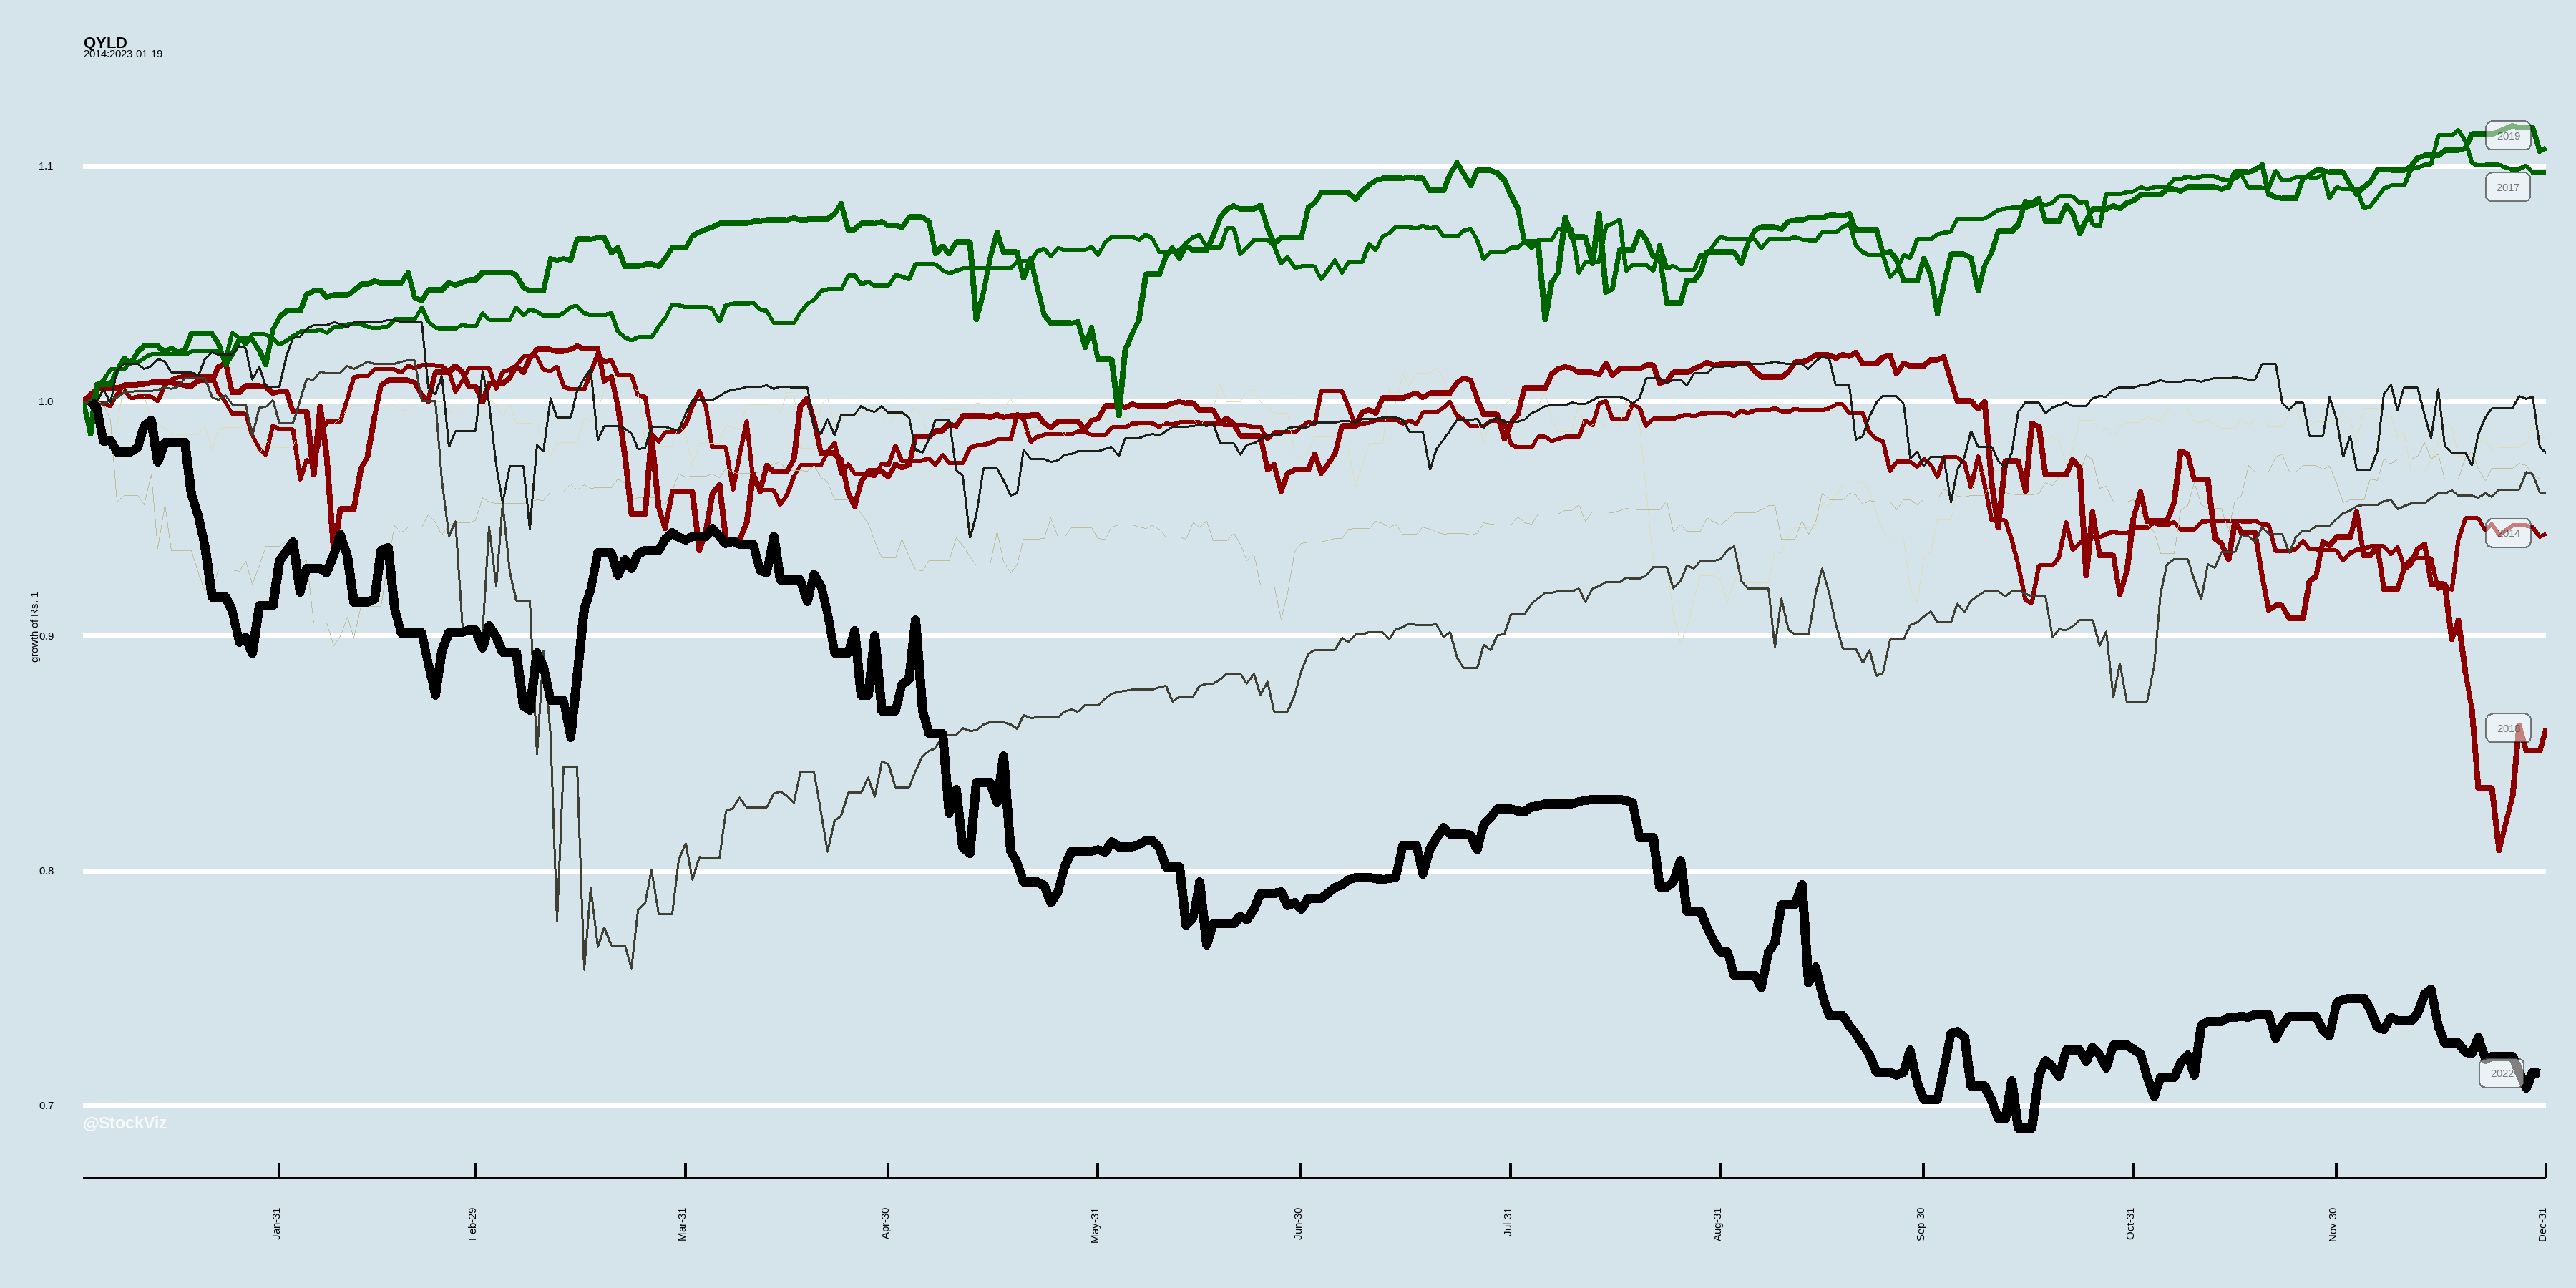 QYLD
2014:2023-01-19
2019
1.1
2017
1.0
2014
growth of Rs. 1
0.9
2018
0.8
2022
0.7
@StockViz
Jan-31
Feb-29
Mar-31
Apr-30
May-31
Jun-30
Jul-31
Aug-31
Sep-30
Oct-31
Nov-30
Dec-31